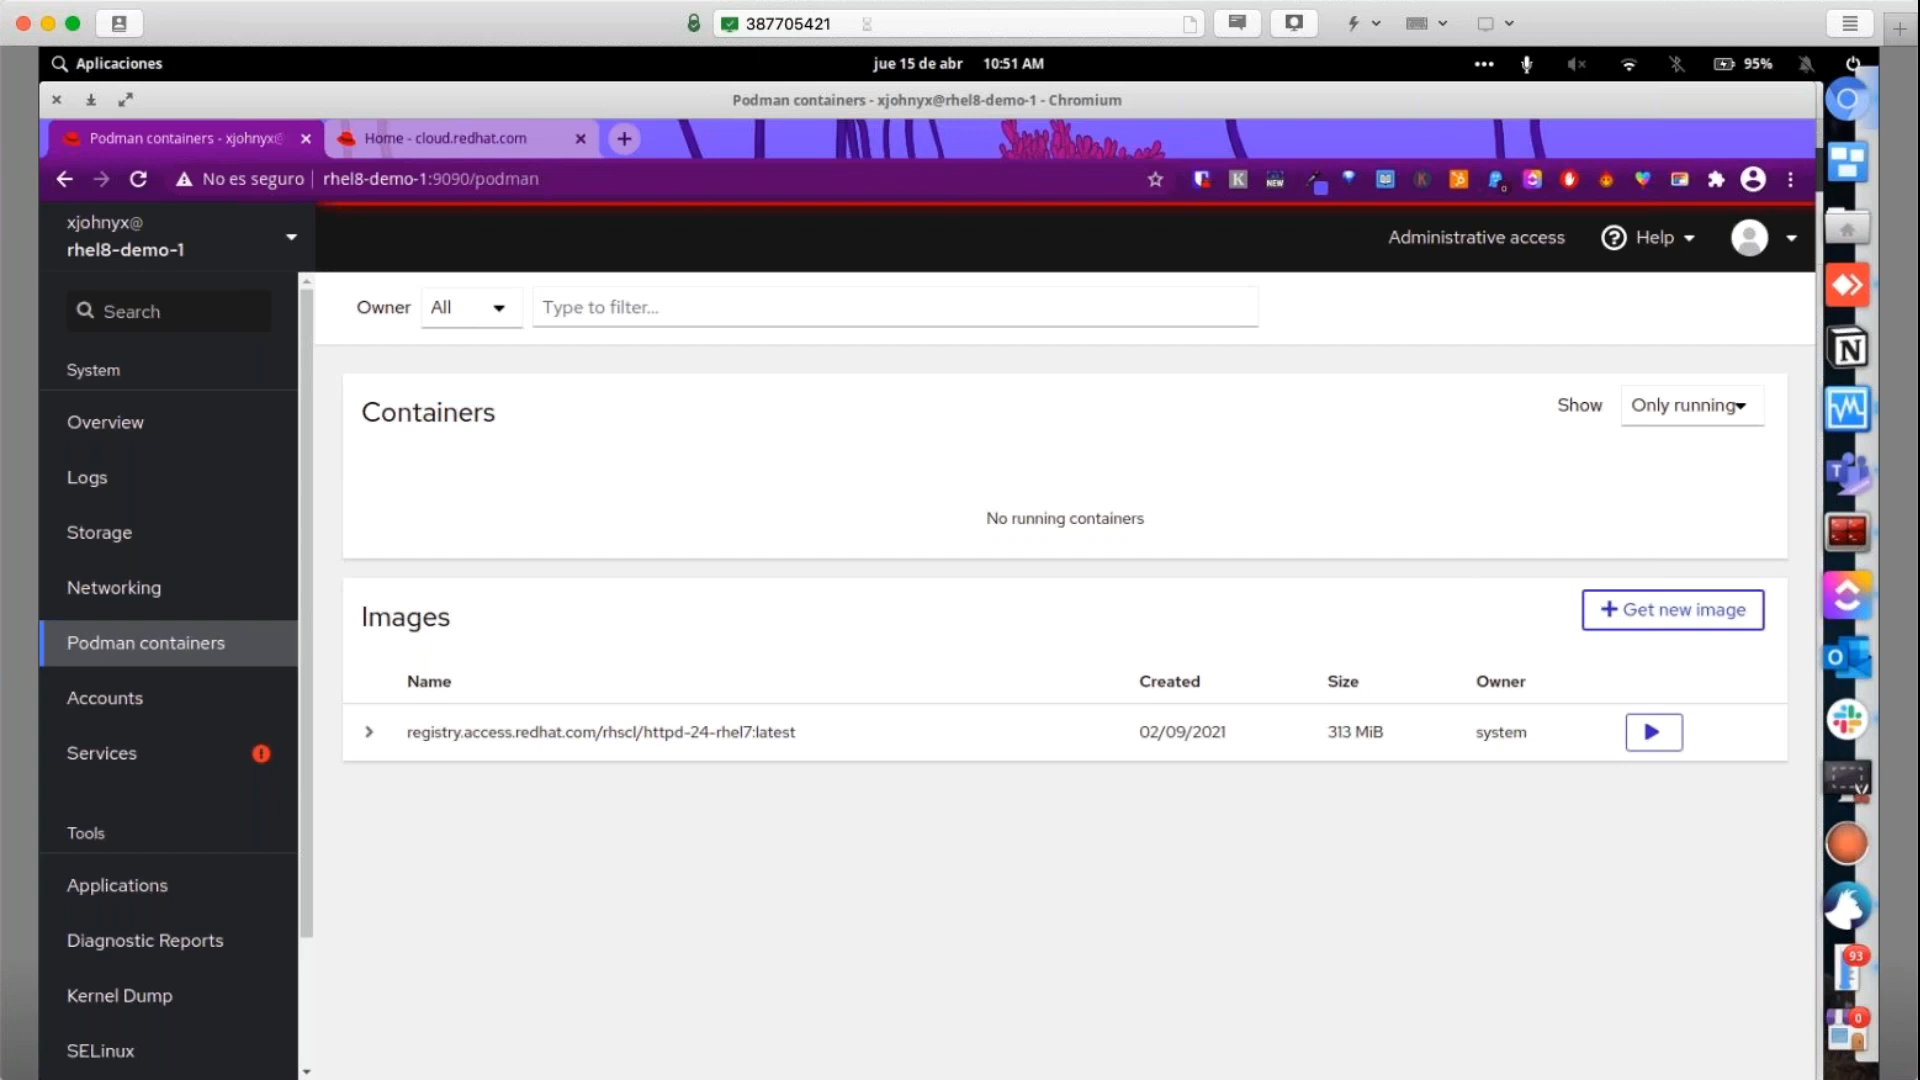 387705421
Aplicaciones
jue 15 de abr 10:51 AM
95%
Podman containers - xjohnyx@rhel8-demo-1 - Chromium
Podman containers - xjohnyx@
Home - cloud.redhat.com
No es seguro
rhel8-demo-1:9090/podman
K
NEW
K
xjohnyx@
rhel8-demo-1
Administrative access
Help
Search
Owner
All
Type to filter...
System
Overview
Logs
Storage
Networking
Podman containers
Accounts
Services
Tools
Applications
Diagnostic Reports
Kernel Dump
SELinux
Containers
Show
Only running
No running containers
Images
Get new image
Name Created Size Owner
registry.access.redhat.com/rhscl/httpd-24-rhel7:latest 02/09/2021 313 MiB system
93
0